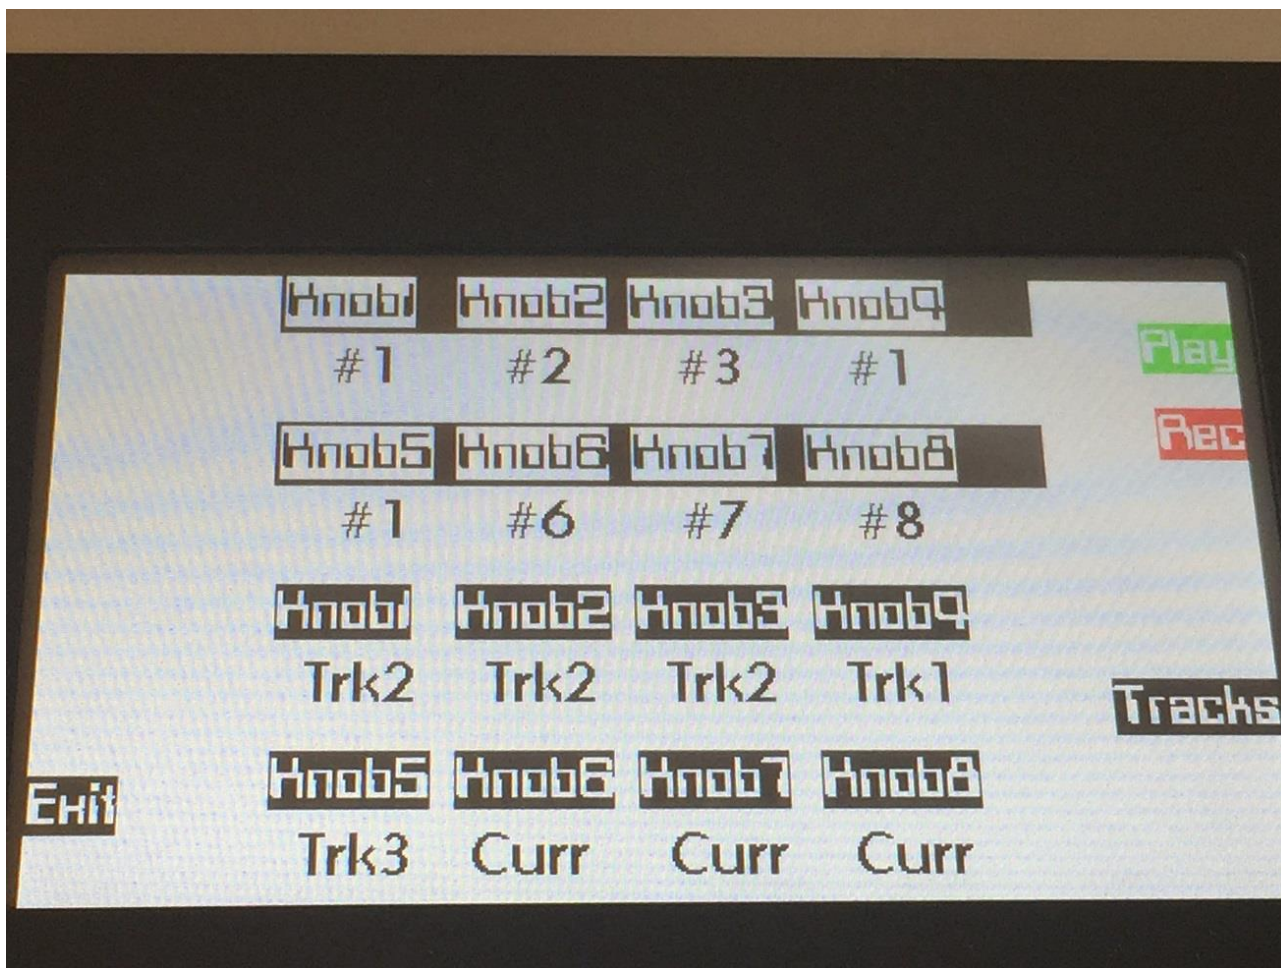 Knob1 Knob2 Knob3 Knob4
#1 #2 #3 #1
Play
Rec
Knob5 Knob6 Knob7 Knob8
#1 #6 #7 #8
Knob1 Knob2 Knob3 Knob4
Trk2 Trk2 Trk2 Trk1
Tracks
Knob5 Knob6 Knob7 Knob8
Exit
Trk3 Curr Curr Curr